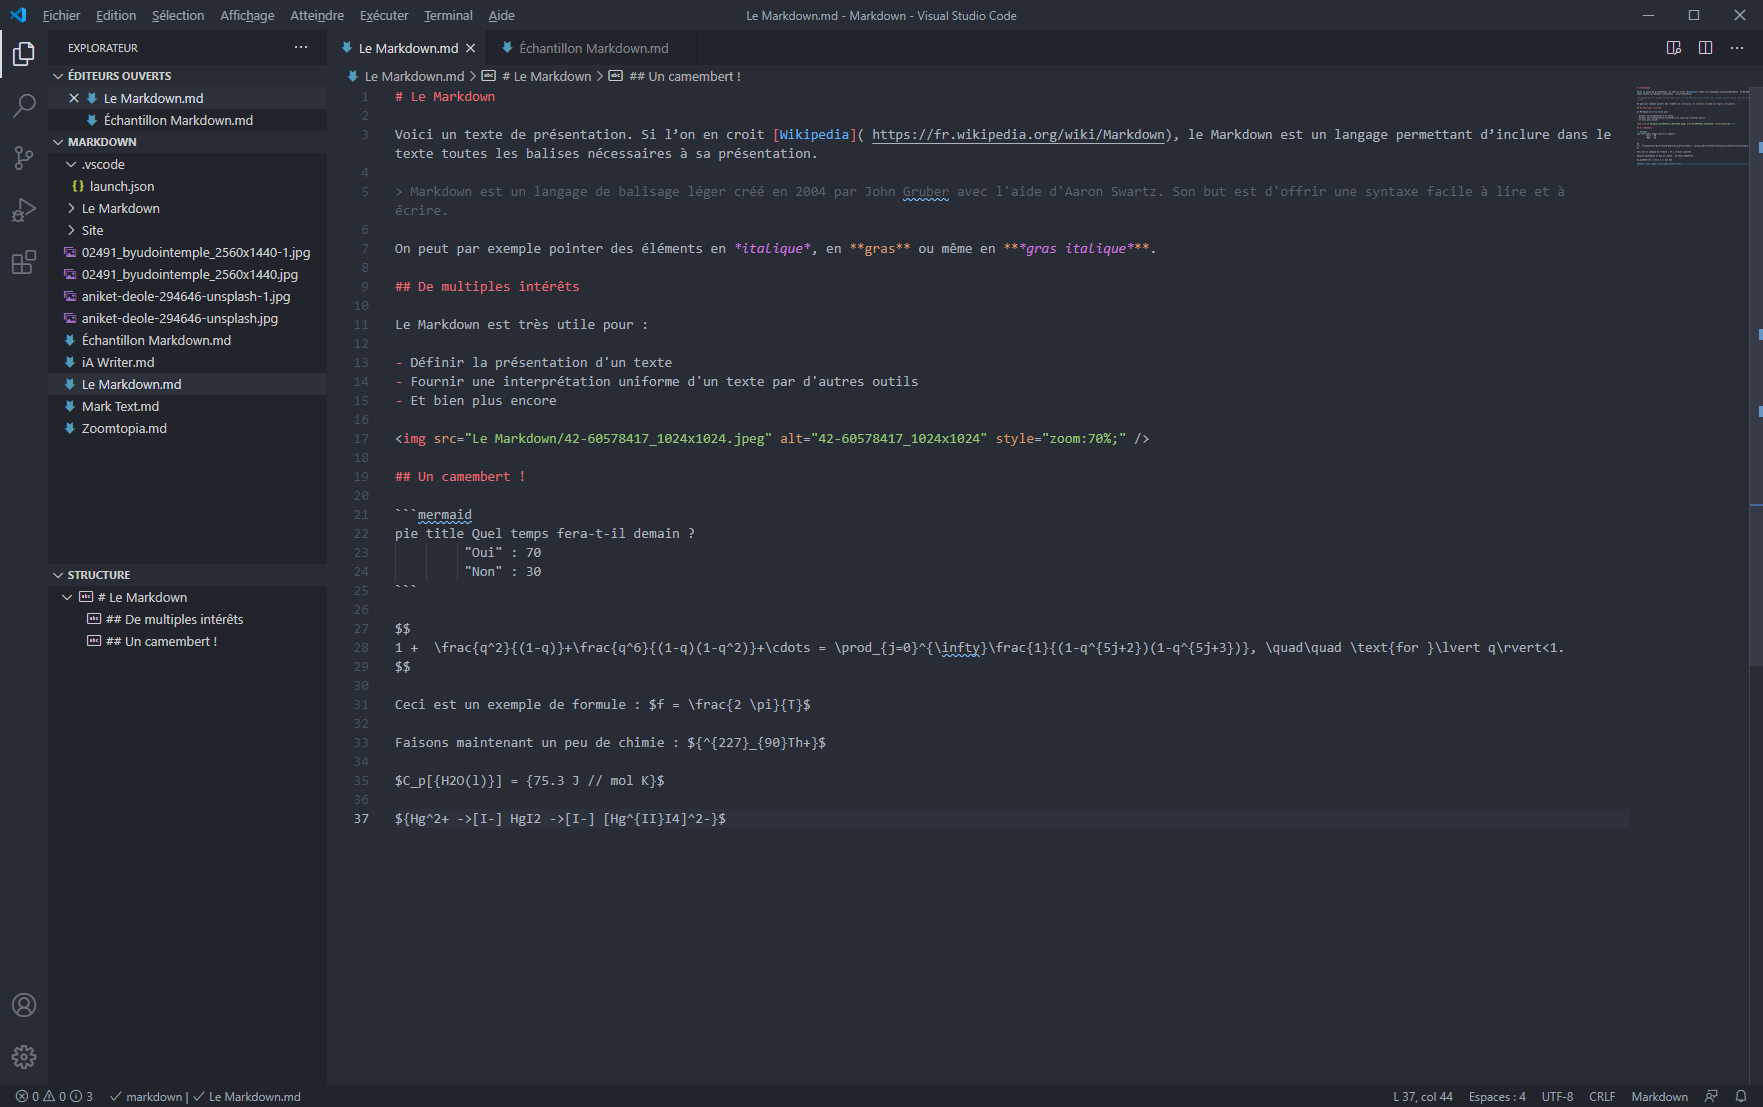 Fichier Edition Sélection Affichage Atteindre Exécuter Terminal Aide
Le Markdown.md - Markdown - Visual Studio Code
EXPLORATEUR
ÉDITEURS OUVERTS
Le Markdown.md
Échantillon Markdown.md
MARKDOWN
.vscode
{} launch.json
Le Markdown
Site
02491_byudointemple_2560x1440-1.jpg
02491_byudointemple_2560x1440.jpg
aniket-deole-294646-unsplash-1.jpg
aniket-deole-294646-unsplash.jpg
Échantillon Markdown.md
iA Writer.md
Le Markdown.md
Mark Text.md
Zoomtopia.md
STRUCTURE
# Le Markdown
## De multiples intérêts
## Un camembert !
Le Markdown.md Échantillon Markdown.md
Le Markdown.md > # Le Markdown > ## Un camembert !
1 # Le Markdown
2
3 Voici un texte de présentation. Si l’on en croit [Wikipedia]( https://fr.wikipedia.org/wiki/Markdown), le Markdown est un langage permettant d’inclure dans le
texte toutes les balises nécessaires à sa présentation.
4
5 > Markdown est un langage de balisage léger créé en 2004 par John Gruber avec l'aide d'Aaron Swartz. Son but est d'offrir une syntaxe facile à lire et à
écrire.
6
7 On peut par exemple pointer des éléments en *italique*, en **gras** ou même en ***gras italique***.
8
9 ## De multiples intérêts
10
11 Le Markdown est très utile pour :
12
13 - Définir la présentation d'un texte
14 - Fournir une interprétation uniforme d'un texte par d'autres outils
15 - Et bien plus encore
16
17 <img src="Le Markdown/42-60578417_1024x1024.jpeg" alt="42-60578417_1024x1024" style="zoom:70%;" />
18
19 ## Un camembert !
20
21 ```mermaid
22 pie title Quel temps fera-t-il demain ?
23 "Oui" : 70
24 "Non" : 30
25 ```
26
27 $$
28 1 +  \frac{q^2}{(1-q)}+\frac{q^6}{(1-q)(1-q^2)}+\cdots = \prod_{j=0}^{\infty}\frac{1}{(1-q^{5j+2})(1-q^{5j+3})}, \quad\quad \text{for }\lvert q\rvert<1.
29 $$
30
31 Ceci est un exemple de formule : $f = \frac{2 \pi}{T}$
32
33 Faisons maintenant un peu de chimie : ${^{227}_{90}Th+}$
34
35 $C_p[{H2O(l)}] = {75.3 J // mol K}$
36
37 ${Hg^2+ ->[I-] HgI2 ->[I-] [Hg^{II}I4]^2-}$
0 0 3 markdown | Le Markdown.md
L 37, col 44 Espaces : 4 UTF-8 CRLF Markdown